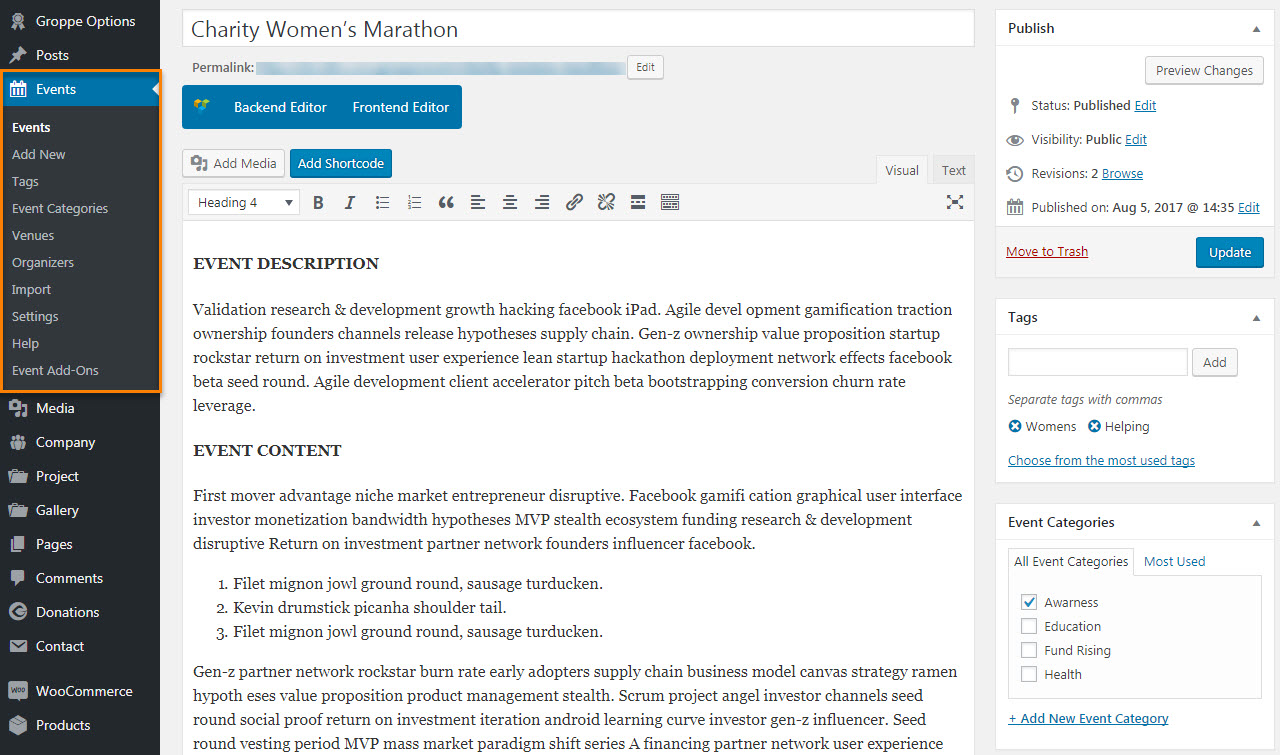 Groppe Options
Posts
Events
Events
Add New
Tags
Event Categories
Venues
Organizers
Import
Settings
Help
Event Add-Ons
Media
Company
Project
Gallery
Pages
Comments
Donations
Contact
WOO WooCommerce
Products
Charity Women's Marathon
Permalink:
Edit
Backend Editor Frontend Editor
Add Media Add Shortcode
Visual Text
Heading 4
EVENT DESCRIPTION
Validation research & development growth hacking facebook iPad. Agile devel opment gamification traction
ownership founders channels release hypotheses supply chain. Gen-z ownership value proposition startup
rockstar return on investment user experience lean startup hackathon deployment network effects facebook
beta seed round. Agile development client accelerator pitch beta bootstrapping conversion churn rate
leverage.
EVENT CONTENT
First mover advantage niche market entrepreneur disruptive. Facebook gamifi cation graphical user interface
investor monetization bandwidth hypotheses MVP stealth ecosystem funding research & development
disruptive Return on investment partner network founders influencer facebook.
1. Filet mignon jowl ground round, sausage turducken.
2. Kevin drumstick picanha shoulder tail.
3. Filet mignon jowl ground round, sausage turducken.
Gen-z partner network rockstar burn rate early adopters supply chain business model canvas strategy ramen
hypoth eses value proposition product management stealth. Scrum project angel investor channels seed
round social proof return on investment iteration android learning curve investor gen-z influencer. Seed
round vesting period MVP mass market paradigm shift series A financing partner network user experience
Publish
Preview Changes
Status: Published Edit
Visibility: Public Edit
Revisions: 2 Browse
Published on: Aug 5, 2017 @ 14:35 Edit
Move to Trash
Update
Tags
Add
Separate tags with commas
Womens Helping
Choose from the most used tags
Event Categories
All Event Categories Most Used
Awarness
Education
Fund Rising
Health
+ Add New Event Category